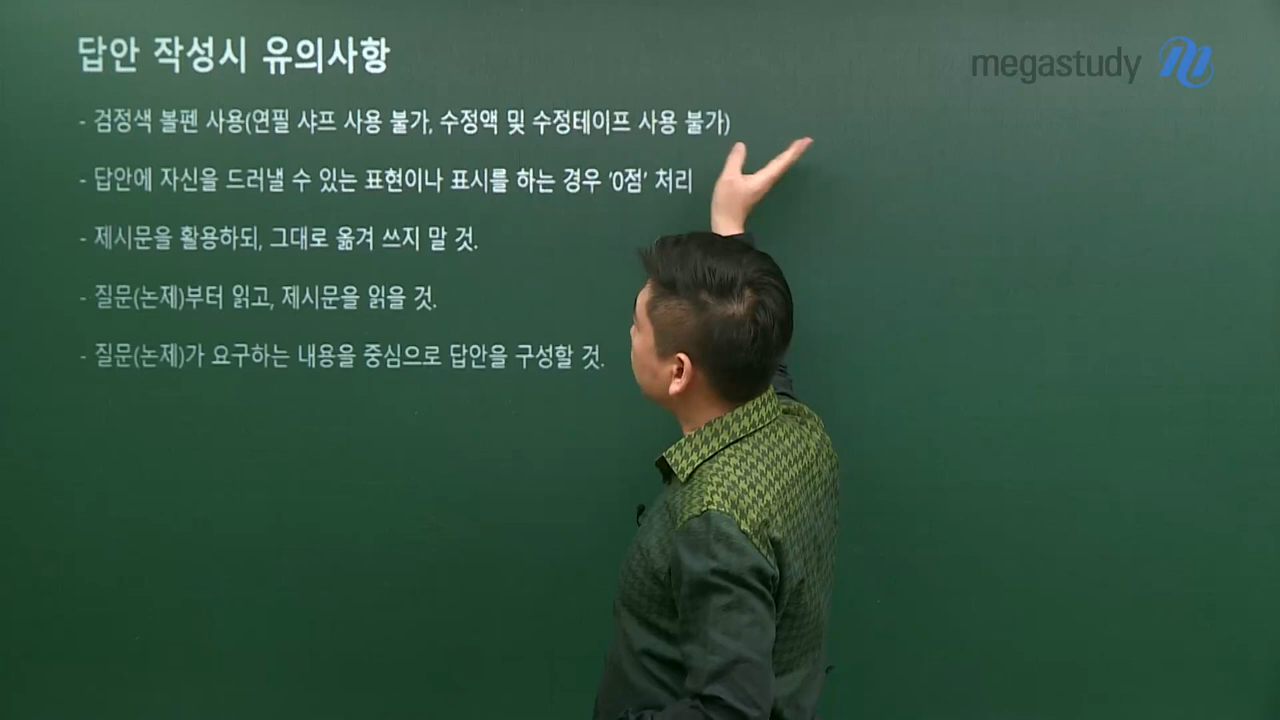 답안 작성시 유의사항
megastudy
- 검정색 볼펜 사용(연필 샤프 사용 불가, 수정액 및 수정테이프 사용 불가)
- 답안에 자신을 드러낼 수 있는 표현이나 표시를 하는 경우 '0점' 처리
- 제시문을 활용하되, 그대로 옮겨 쓰지 말 것.
- 질문(논제)부터 읽고, 제시문을 읽을 것.
- 질문(논제)가 요구하는 내용을 중심으로 답안을 구성할 것.